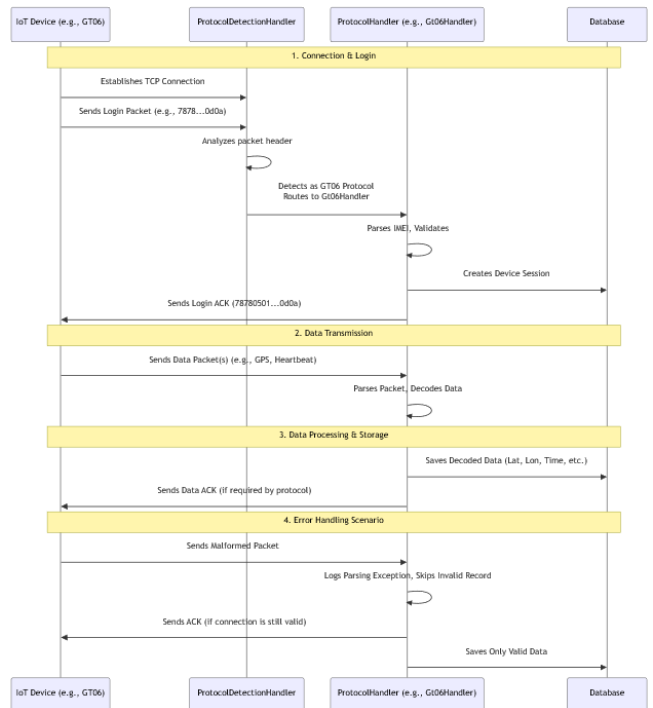 IoT Device (e.g., GT06)
ProtocolDetectionHandler
ProtocolHandler (e.g., Gt06Handler)
Database
1. Connection & Login
Establishes TCP Connection
Sends Login Packet (e.g., 7878...0d0a)
Analyzes packet header
Detects as GT06 Protocol
Routes to Gt06Handler
Parses IMEI, Validates
Creates Device Session
Sends Login ACK (78780501...0d0a)
2. Data Transmission
Sends Data Packet(s) (e.g., GPS, Heartbeat)
Parses Packet, Decodes Data
3. Data Processing & Storage
Saves Decoded Data (Lat, Lon, Time, etc.)
Sends Data ACK (if required by protocol)
4. Error Handling Scenario
Sends Malformed Packet
Logs Parsing Exception, Skips Invalid Record
Sends ACK (if connection is still valid)
Saves Only Valid Data
IoT Device (e.g., GT06)
ProtocolDetectionHandler
ProtocolHandler (e.g., Gt06Handler)
Database